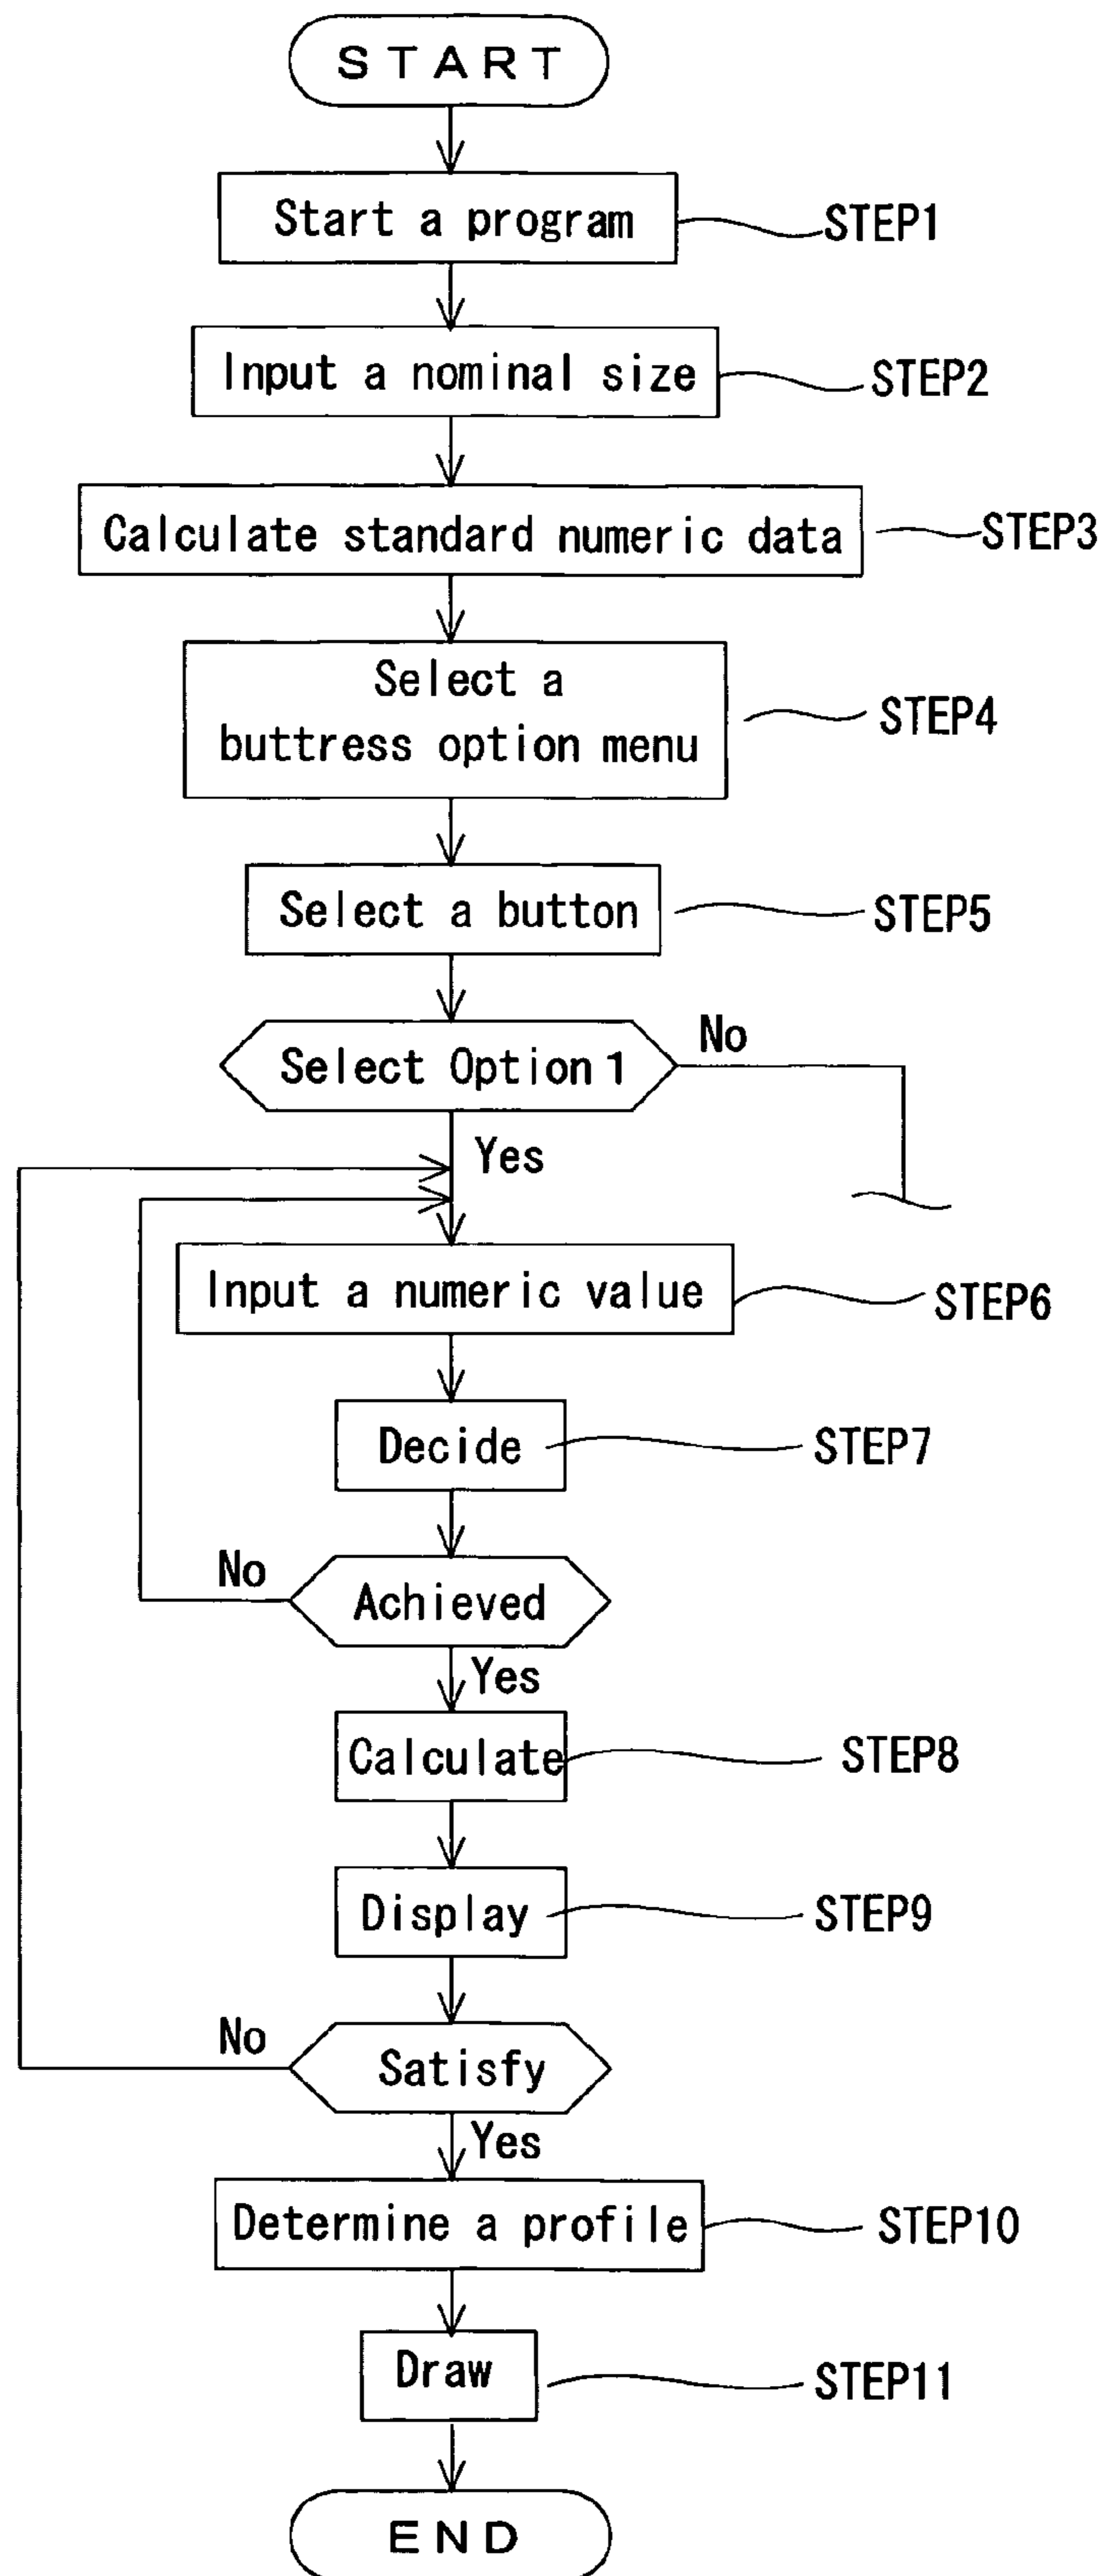 START
Start a program
STEP1
Input a nominal size
STEP2
Calculate standard numeric data
STEP3
Select a
buttress option menu
STEP4
Select a button
STEP5
Select Option 1
No
Yes
Input a numeric value
STEP6
Decide
STEP7
No
Achieved
Yes
Calculate
STEP8
Display
STEP9
No
Satisfy
Yes
Determine a profile
STEP10
Draw
STEP11
END